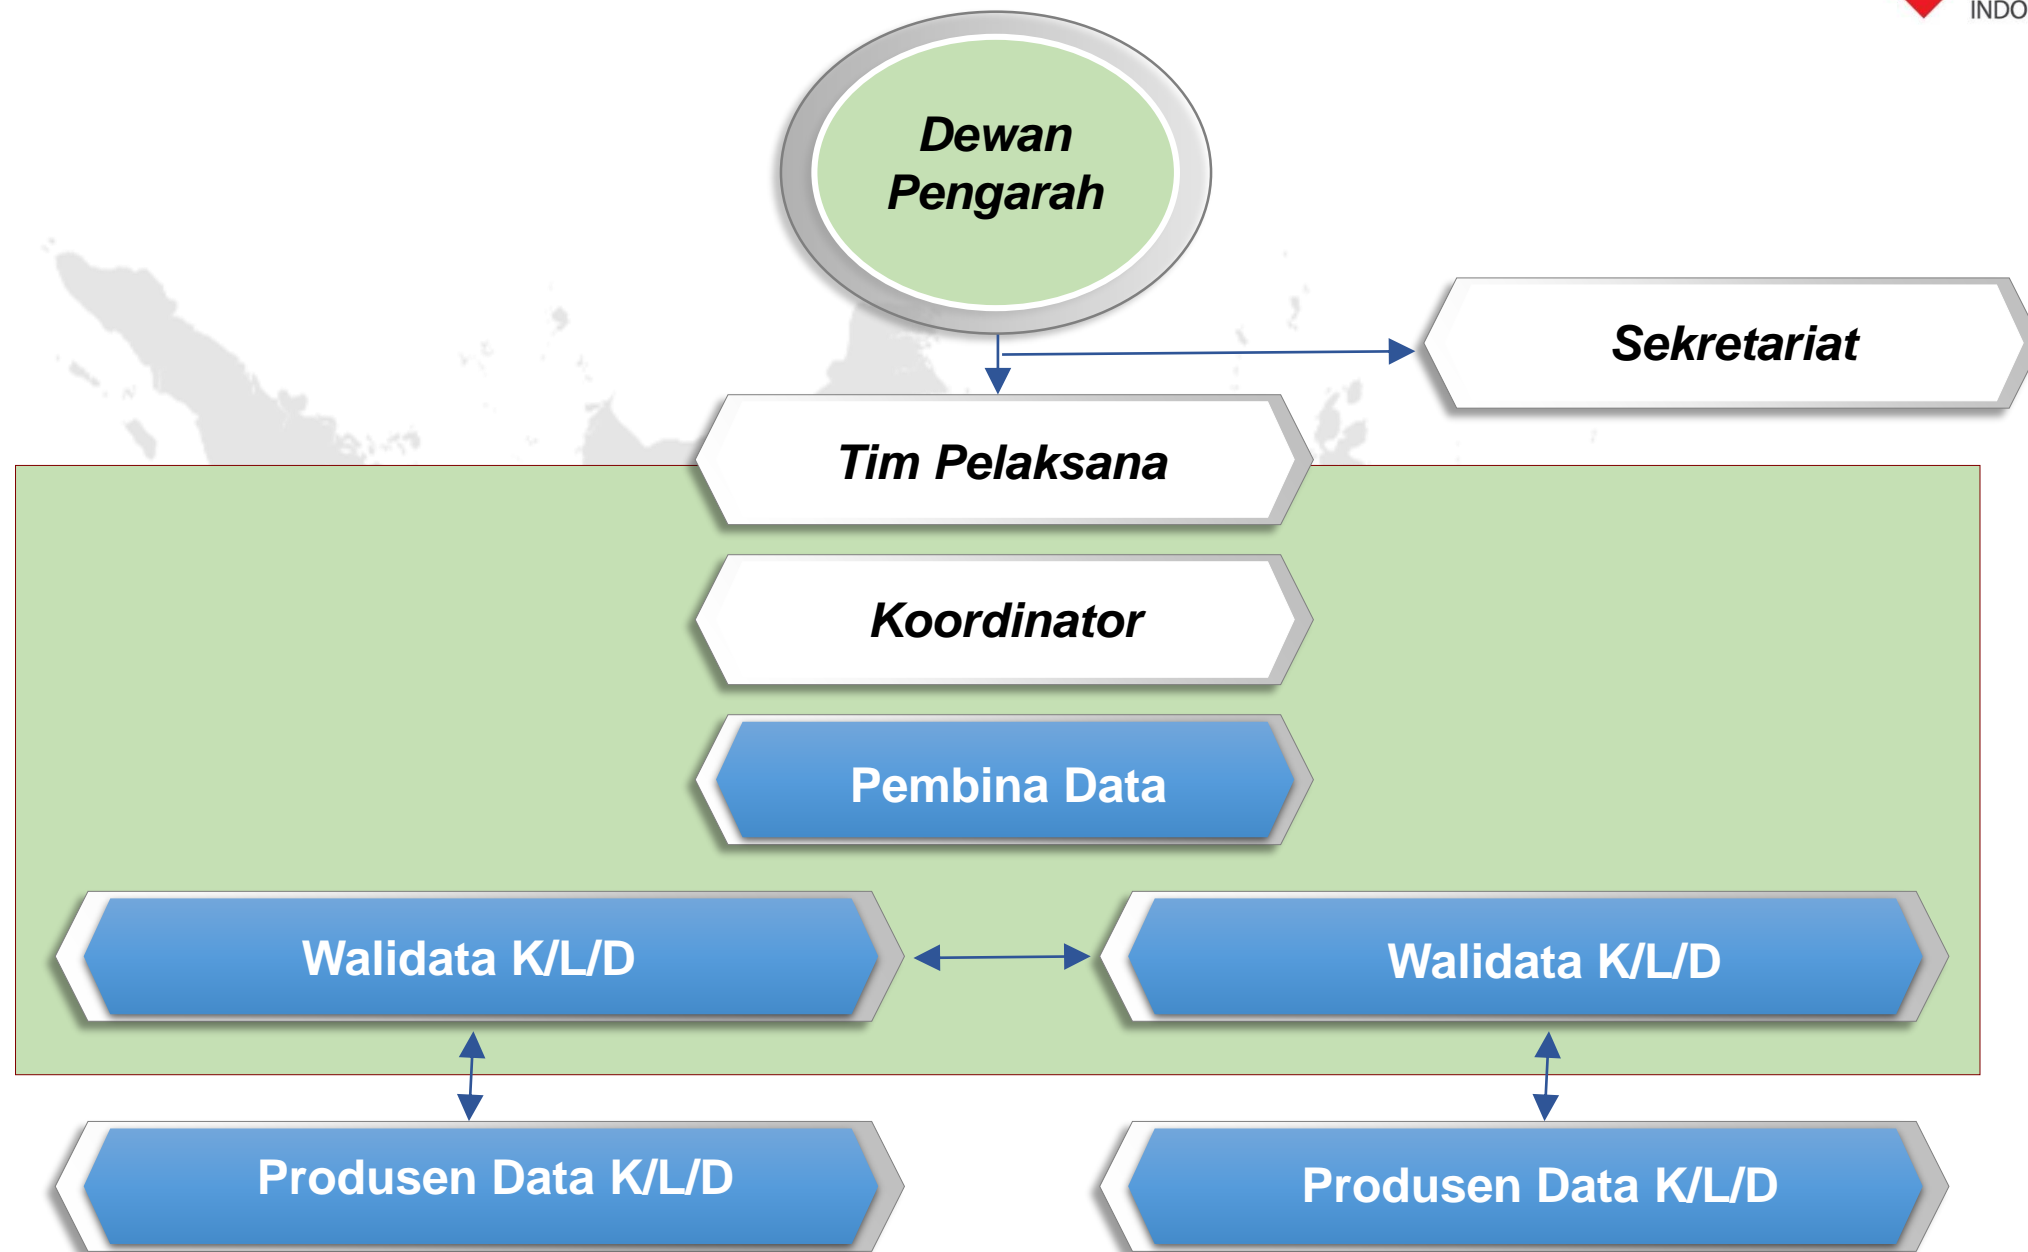 INDO
Dewan
Pengarah
Sekretariat
Tim Pelaksana
Koordinator
Pembina Data
Walidata K/L/D
Walidata K/L/D
Produsen Data K/L/D
Produsen Data K/L/D